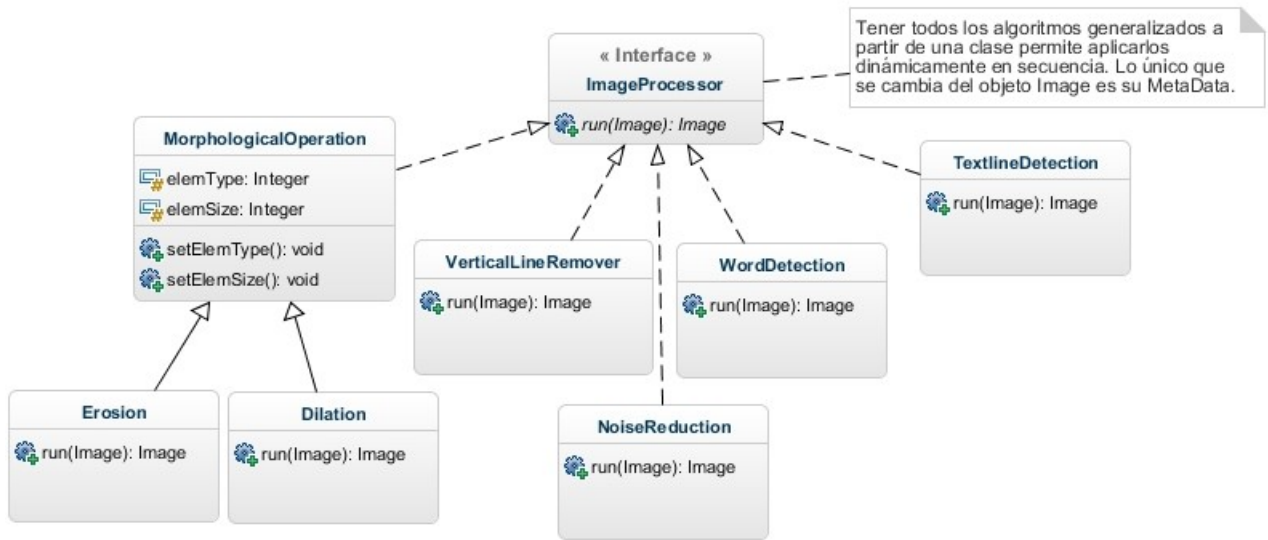 Tener todos los algoritmos generalizados a
partir de una clase permite aplicarlos
dinámicamente en secuencia. Lo único que
se cambia del objeto Image es su MetaData.
« Interface »
ImageProcessor
run(Image): Image
MorphologicalOperation
elemType: Integer
elemSize: Integer
setElemType(): void
setElemSize(): void
TextlineDetection
run(Image): Image
VerticalLineRemover
run(Image): Image
WordDetection
run(Image): Image
Erosion
run(Image): Image
Dilation
run(Image): Image
NoiseReduction
run(Image): Image